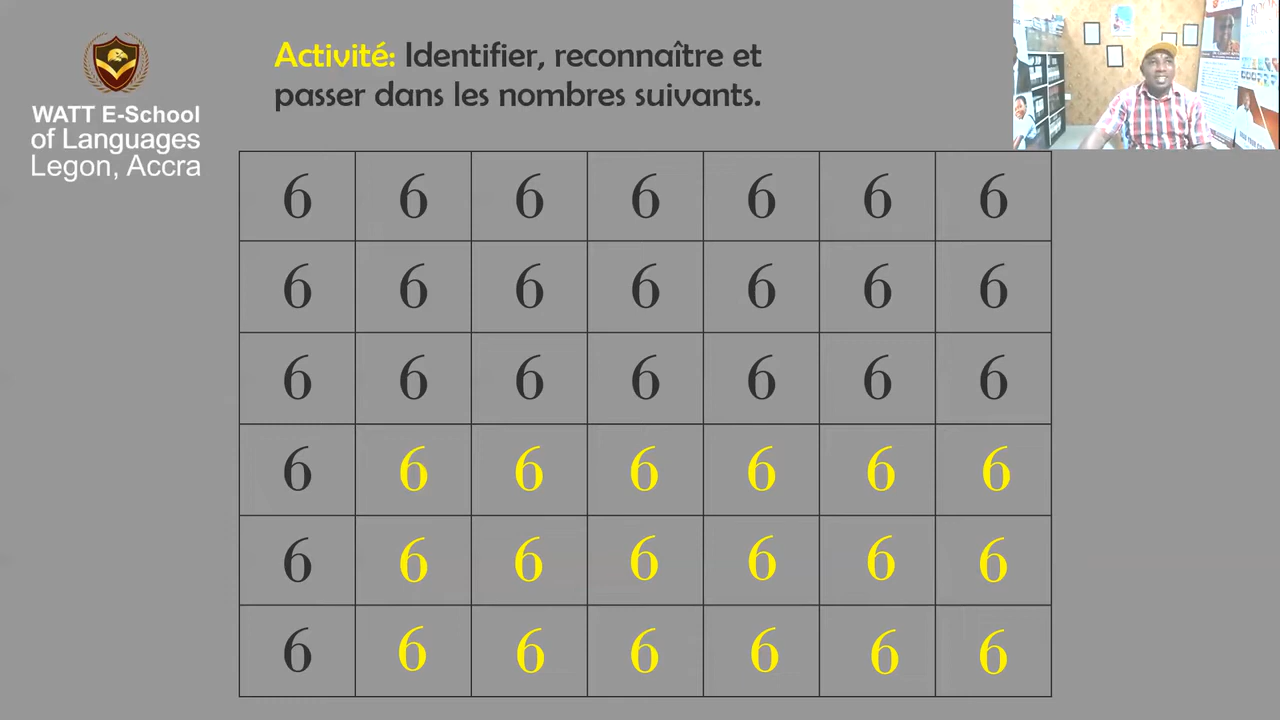 WATT E-School
of Languages
Legon, Accra
Activité: Identifier, reconnaître et
passer dans les nombres suivants.
6 6 6 6 6 6 6
6 6 6 6 6 6 6
6 6 6 6 6 6 6
6 6 6 6 6 6 6
6 6 6 6 6 6 6
6 6 6 6 6 6 6